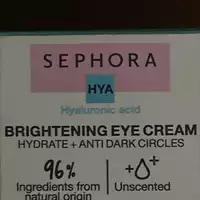 SEPHORA
HYA
Hyaluronic acid
BRIGHTENING EYE CREAM
HYDRATE + ANTI DARK CIRCLES
96%
Ingredients from
natural origin
+ +
Unscented